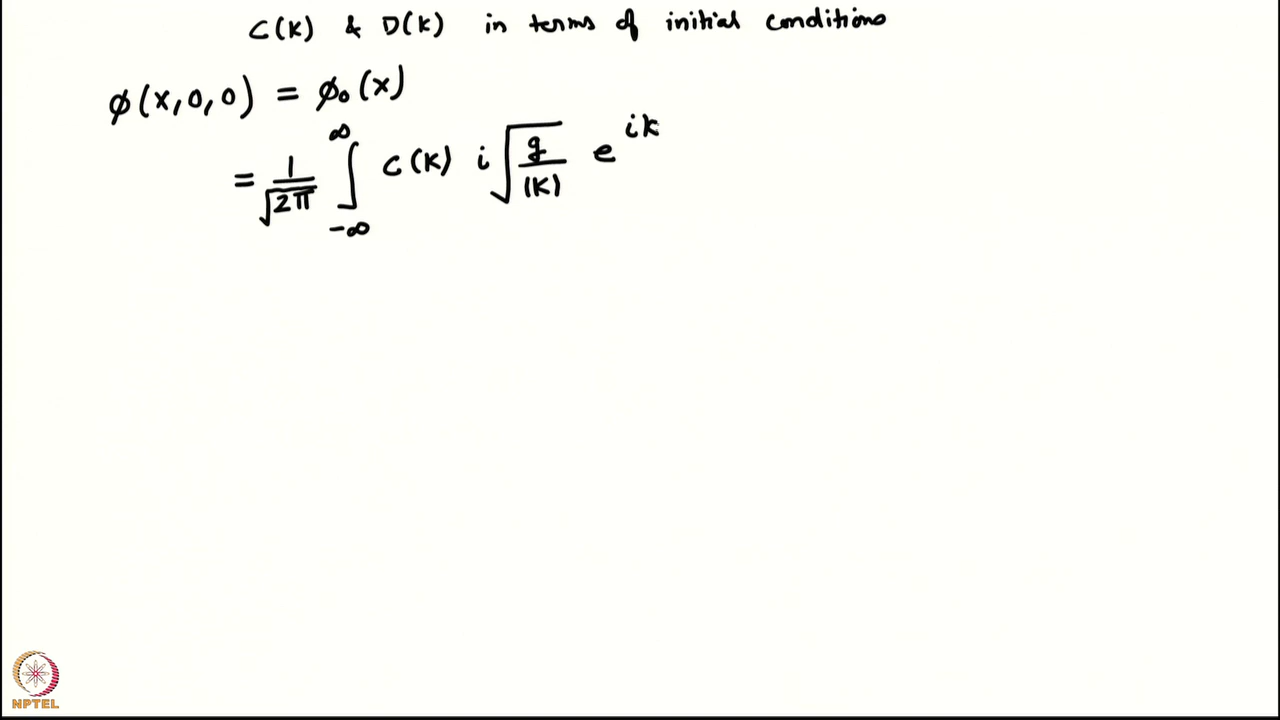 C(K) & D(K) in terms of initial conditions
ϕ(x,0,0) = ϕ₀(x)
= 1/√2π ∫_{-∞}^{∞} C(K) i √(g/(K)) e^{ik}
NPTEL